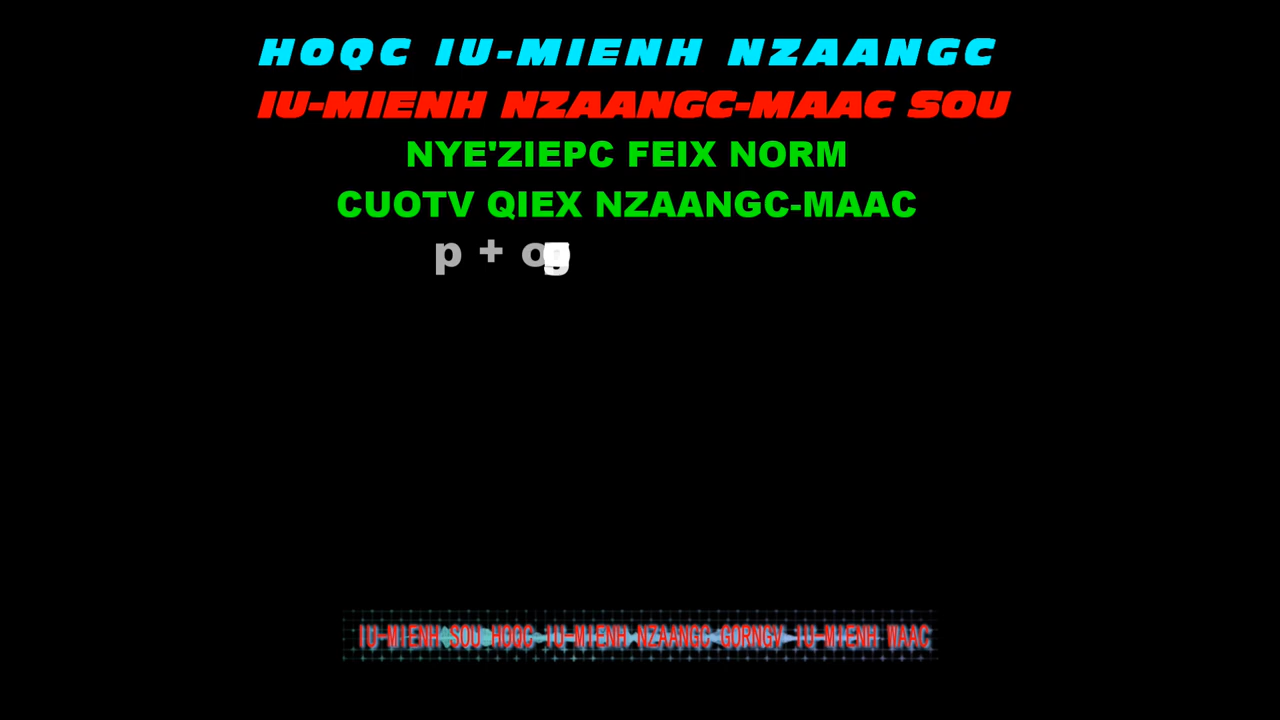 HOQC IU-MIENH NZAANGC
IU-MIENH NZAANGC-MAAC SOU
NYE'ZIEPC FEIX NORM
CUOTV QIEX NZAANGC-MAAC
p + o
IU-MIENH SOU HOQC IU-MIENH NZAANGC GORNGV IU-MIENH WAAC